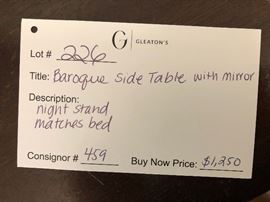 G | GLEATON'S
Lot # 226
Title: Baroque Side Table with mirror
Description:
night stand
matches bed
Consignor # 459 Buy Now Price: $1,250